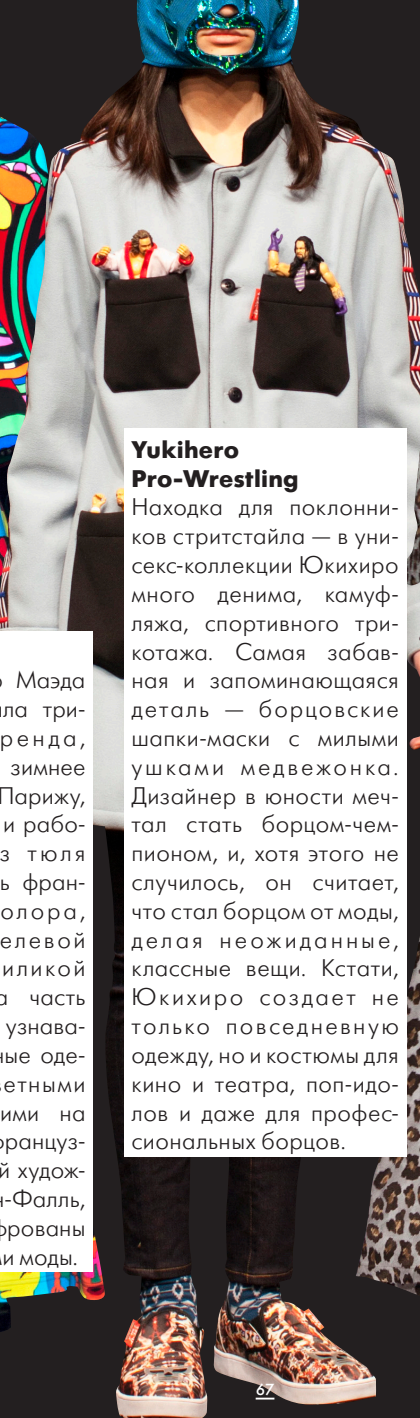 о Маэда
ла три-
ренда,
зимнее
Парижу,
и рабо-
з тюля
ь фран-
олора,
елевой
иликой
а часть
узнава-
ные оде-
ветными
ими на
француз-
й худож-
н-Фалль,
фрованы
ми моды.
Yukihero
Pro-Wrestling
Находка для поклонни-
ков стритстайла — в уни-
секс-коллекции Юкихиро
много денима, камуф-
ляжа, спортивного три-
котажа. Самая забав-
ная и запоминающаяся
деталь — борцовские
шапки-маски с милыми
ушками медвежонка.
Дизайнер в юности меч-
тал стать борцом-чем-
пионом, и, хотя этого не
случилось, он считает,
что стал борцом от моды,
делая неожиданные,
классные вещи. Кстати,
Юкихиро создает не
только повседневную
одежду, но и костюмы для
кино и театра, поп-идо-
лов и даже для профес-
сиональных борцов.
67